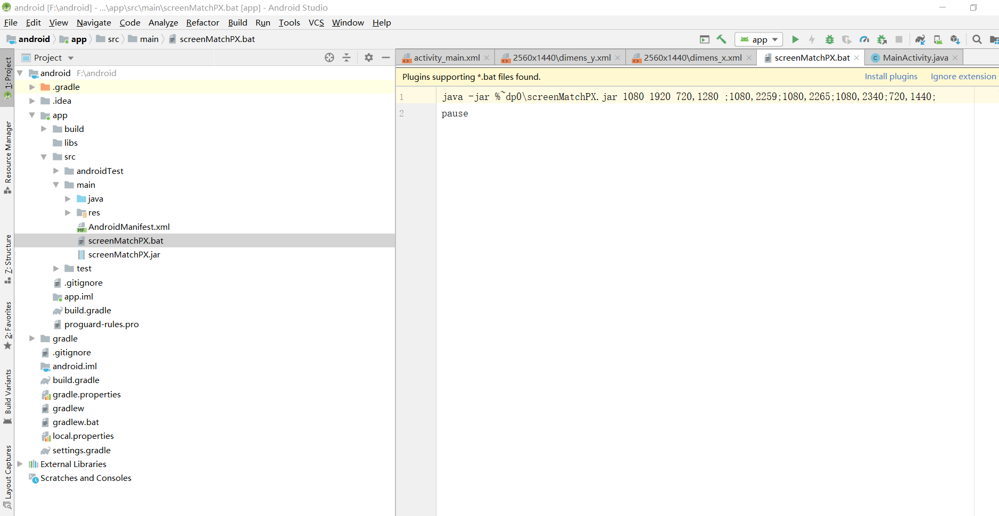 android [F:\android] - ...\app\src\main\screenMatchPX.bat [app] - Android Studio
File Edit View Navigate Code Analyze Refactor Build Run Tools VCS Window Help
android app src main screenMatchPX.bat
app
1: Project
Resource Manager
7: Structure
2: Favorites
Build Variants
Layout Captures
Project
android F:\android
.gradle
.idea
app
build
libs
src
androidTest
main
java
res
AndroidManifest.xml
screenMatchPX.bat
screenMatchPX.jar
test
.gitignore
app.iml
build.gradle
proguard-rules.pro
gradle
.gitignore
android.iml
build.gradle
gradle.properties
gradlew
gradlew.bat
local.properties
settings.gradle
External Libraries
Scratches and Consoles
activity_main.xml 2560x1440\dimens_y.xml 2560x1440\dimens_x.xml screenMatchPX.bat MainActivity.java
Plugins supporting *.bat files found. Install plugins Ignore extension
1 java -jar %~dp0\screenMatchPX.jar 1080 1920 720,1280 ;1080,2259;1080,2265;1080,2340;720,1440;
2 pause